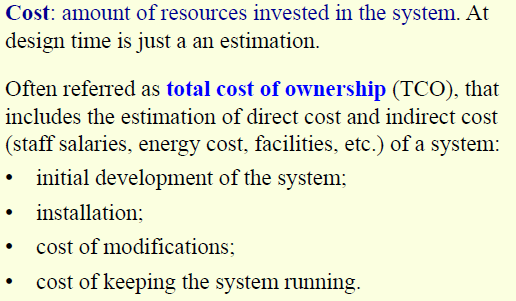 Cost: amount of resources invested in the system. At
design time is just a an estimation.
Often referred as total cost of ownership (TCO), that
includes the estimation of direct cost and indirect cost
(staff salaries, energy cost, facilities, etc.) of a system:
• initial development of the system;
• installation;
• cost of modifications;
• cost of keeping the system running.